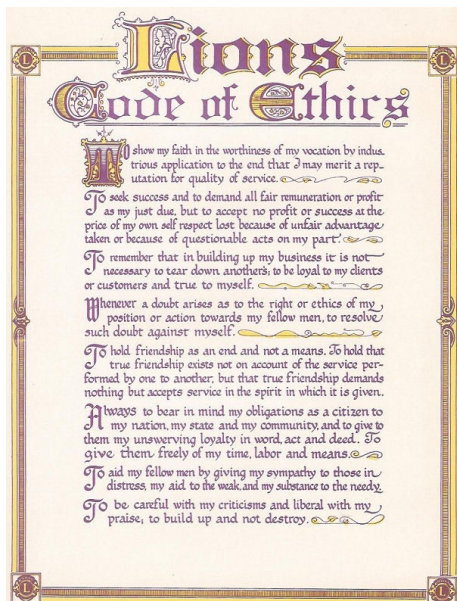 Lions
Code of Ethics
L
L
To show my faith in the worthiness of my vocation by indus_
trious application to the end that I may merit a rep_
utation for quality of service.
To seek success and to demand all fair remuneration or profit
as my just due, but to accept no profit or success at the
price of my own self respect lost because of unfair advantage
taken or because of questionable acts on my part.
To remember that in building up my business it is not
necessary to tear down another's; to be loyal to my clients
or customers and true to myself.
Whenever a doubt arises as to the right or ethics of my
position or action towards my fellow men, to resolve
such doubt against myself.
To hold friendship as an end and not a means. To hold that
true friendship exists not on account of the service per-
formed by one to another, but that true friendship demands
nothing but accepts service in the spirit in which it is given.
Always to bear in mind my obligations as a citizen to
my nation, my state and my community, and to give to
them my unswerving loyalty in word, act and deed. To
give them freely of my time, labor and means.
To aid my fellow men by giving my sympathy to those in
distress, my aid to the weak, and my substance to the needy.
To be careful with my criticisms and liberal with my
praise; to build up and not destroy.
L
L